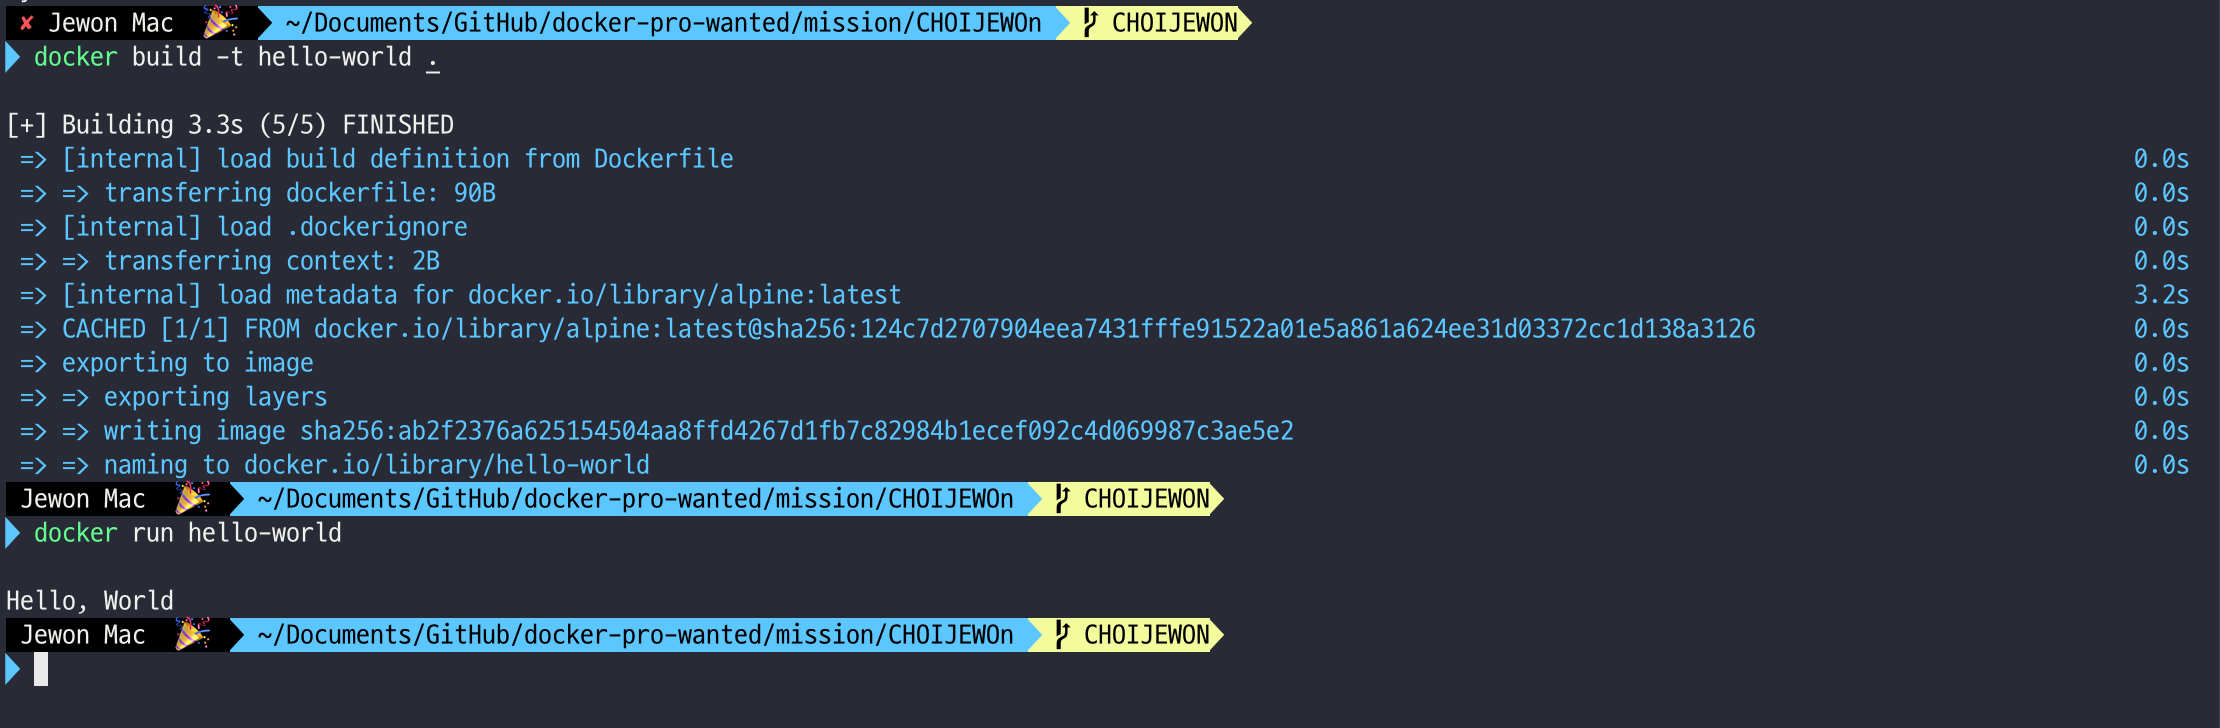 ✘ Jewon Mac 🎉 ~/Documents/GitHub/docker-pro-wanted/mission/CHOIJEWOn CHOIJEWON
docker build -t hello-world .
[+] Building 3.3s (5/5) FINISHED
=> [internal] load build definition from Dockerfile 0.0s
=> => transferring dockerfile: 90B 0.0s
=> [internal] load .dockerignore 0.0s
=> => transferring context: 2B 0.0s
=> [internal] load metadata for docker.io/library/alpine:latest 3.2s
=> CACHED [1/1] FROM docker.io/library/alpine:latest@sha256:124c7d2707904eea7431fffe91522a01e5a861a624ee31d03372cc1d138a3126 0.0s
=> exporting to image 0.0s
=> => exporting layers 0.0s
=> => writing image sha256:ab2f2376a625154504aa8ffd4267d1fb7c82984b1ecef092c4d069987c3ae5e2 0.0s
=> => naming to docker.io/library/hello-world 0.0s
Jewon Mac 🎉 ~/Documents/GitHub/docker-pro-wanted/mission/CHOIJEWOn CHOIJEWON
docker run hello-world
Hello, World
Jewon Mac 🎉 ~/Documents/GitHub/docker-pro-wanted/mission/CHOIJEWOn CHOIJEWON